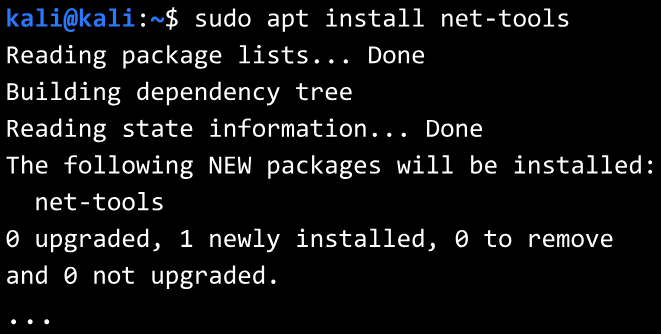 kali@kali:~$ sudo apt install net-tools
Reading package lists... Done
Building dependency tree
Reading state information... Done
The following NEW packages will be installed:
  net-tools
0 upgraded, 1 newly installed, 0 to remove
and 0 not upgraded.
...